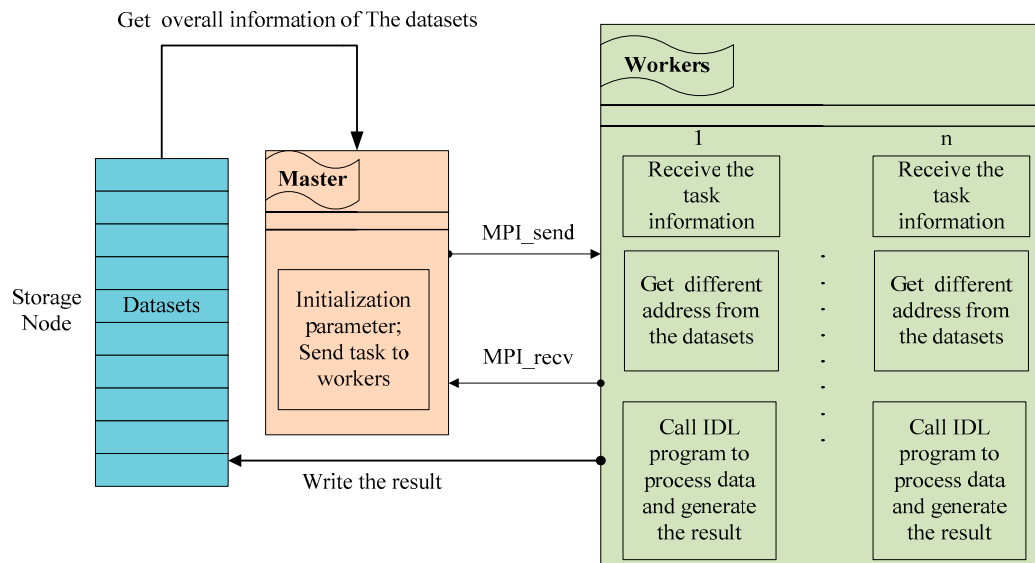 Get overall information of The datasets
Workers
Master
1
n
Receive the
task
information
Receive the
task
information
MPI_send
Get different
address from
the datasets
Get different
address from
the datasets
Storage
Node
Datasets
Initialization
parameter;
Send task to
workers
MPI_recv
Call IDL
program to
process data
and generate
the result
Call IDL
program to
process data
and generate
the result
Write the result